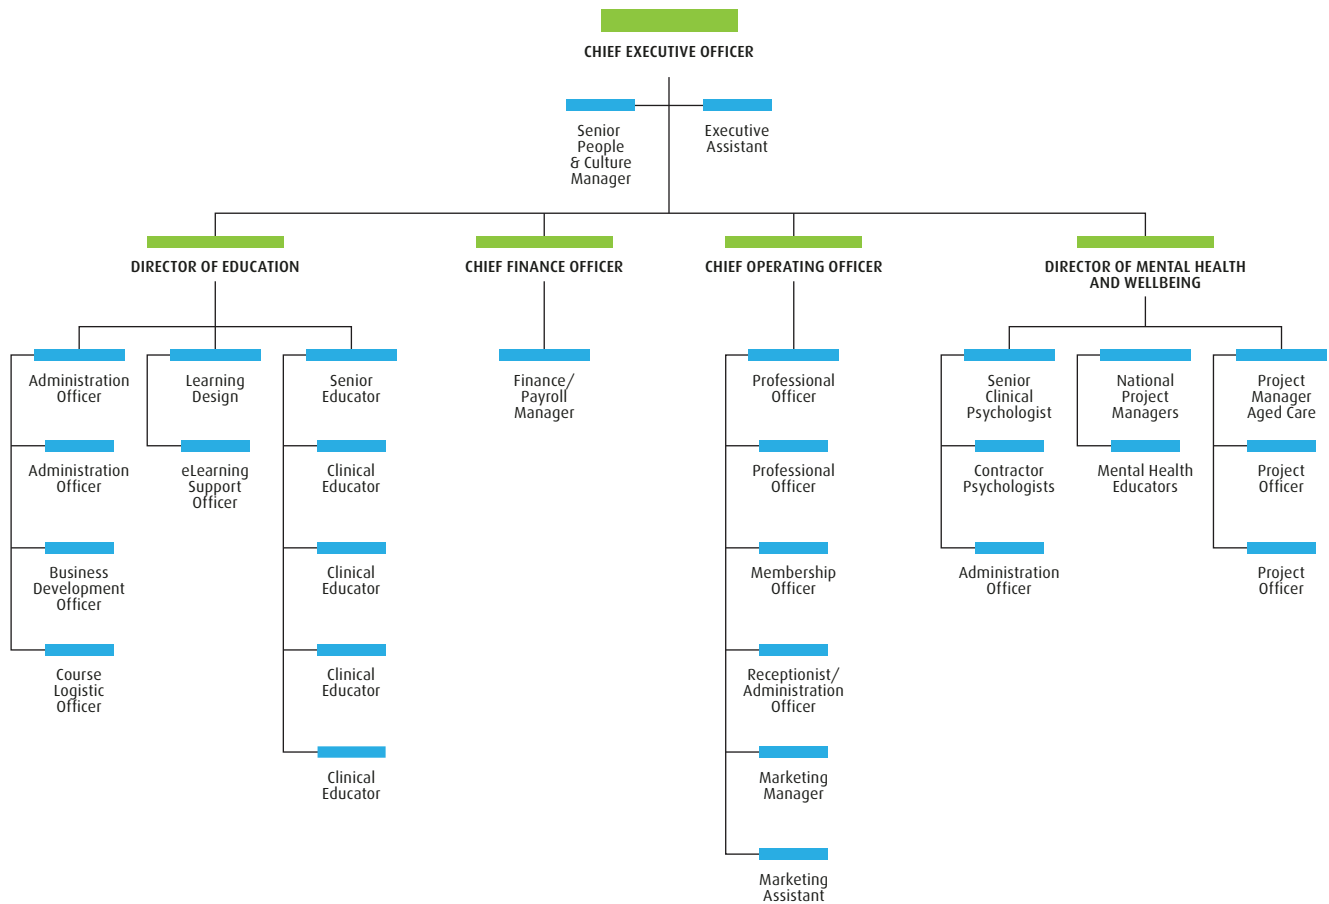 CHIEF EXECUTIVE OFFICER
Senior
People
& Culture
Manager
Executive
Assistant
DIRECTOR OF EDUCATION
CHIEF FINANCE OFFICER
CHIEF OPERATING OFFICER
DIRECTOR OF MENTAL HEALTH
AND WELLBEING
Administration
Officer
Learning
Design
Senior
Educator
Finance/
Payroll
Manager
Professional
Officer
Senior
Clinical
Psychologist
National
Project
Managers
Project
Manager
Aged Care
Administration
Officer
eLearning
Support
Officer
Clinical
Educator
Professional
Officer
Contractor
Psychologists
Mental Health
Educators
Project
Officer
Business
Development
Officer
Clinical
Educator
Membership
Officer
Administration
Officer
Project
Officer
Course
Logistic
Officer
Clinical
Educator
Receptionist/
Administration
Officer
Clinical
Educator
Marketing
Manager
Marketing
Assistant